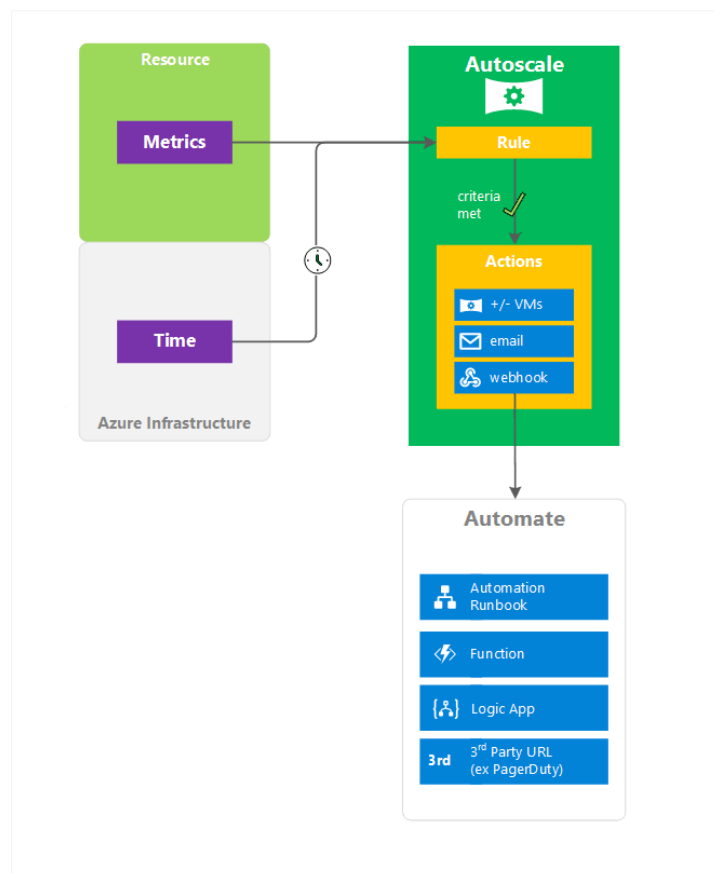 Resource
Metrics
Time
Azure Infrastructure
Autoscale
Rule
criteria
met
Actions
+/- VMs
email
webhook
Automate
Automation
Runbook
Function
Logic App
3rd
3rd Party URL
(ex PagerDuty)